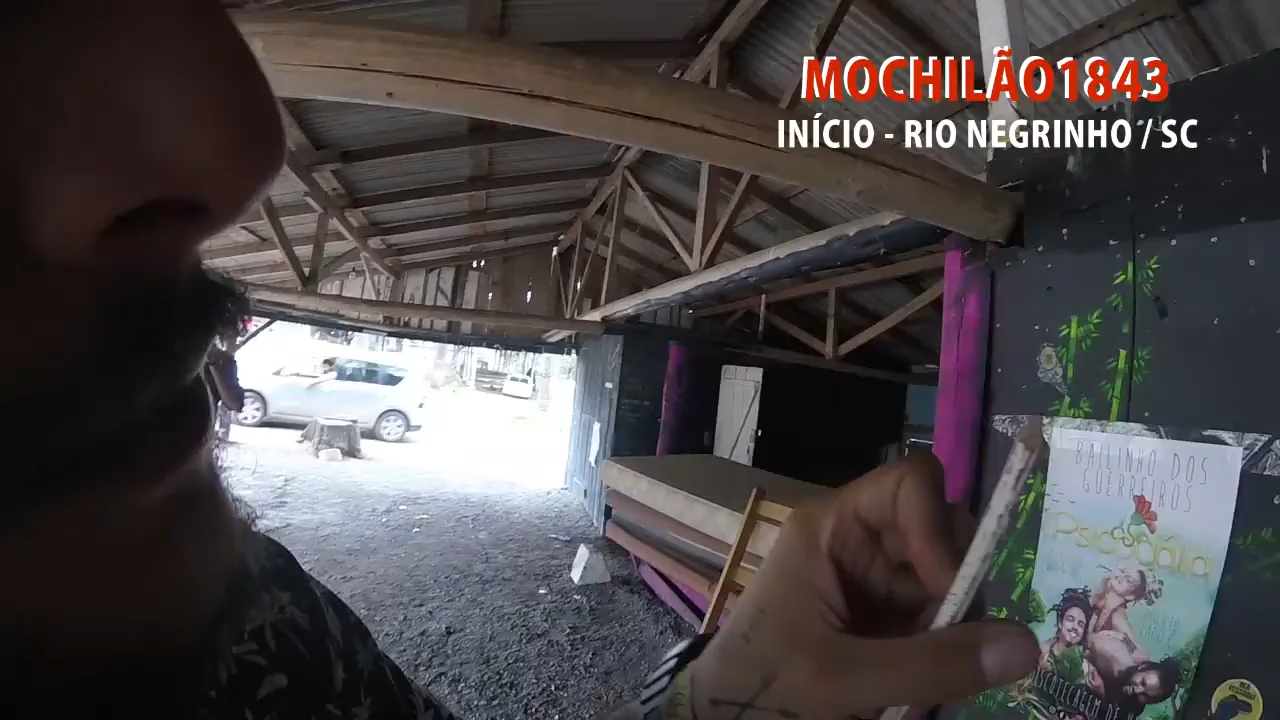 MOCHILÃO1843
INÍCIO - RIO NEGRINHO / SC
BAILINHO DOS
GUERREIROS
Psicodália